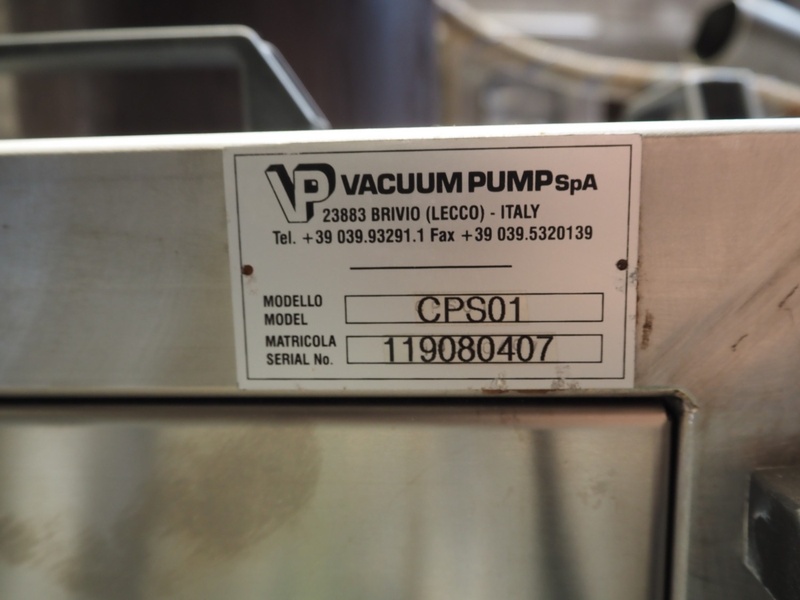 VP VACUUM PUMP SpA
23883 BRIVIO (LECCO) - ITALY
Tel. +39 039.93291.1 Fax +39 039.5320139
MODELLO
MODEL
CPS01
MATRICOLA
SERIAL No.
119080407